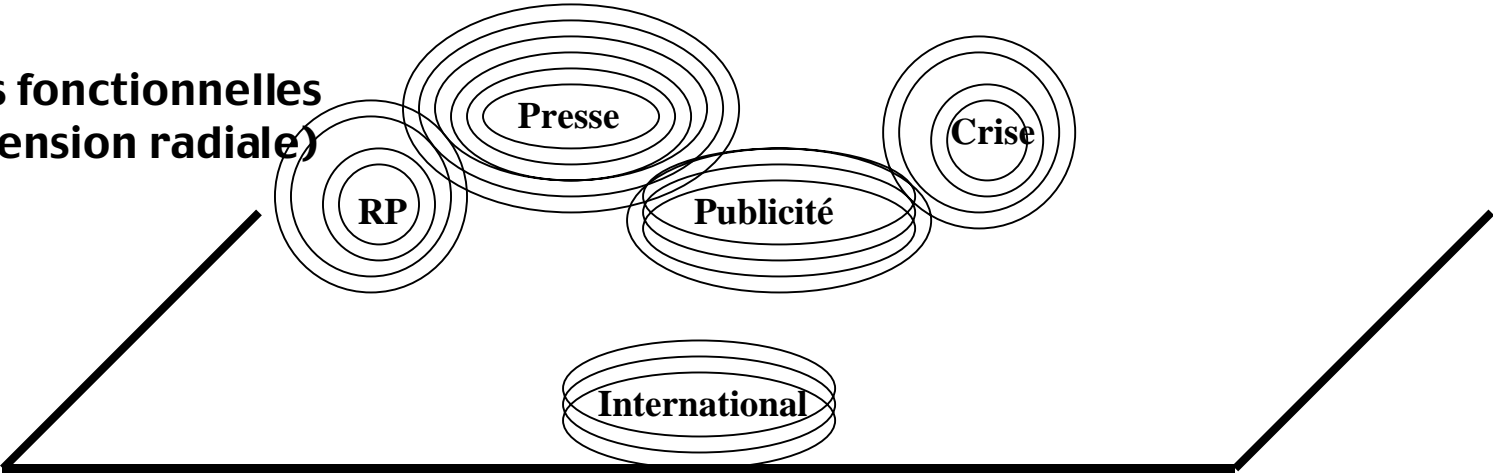 s fonctionnelles
ension radiale)
Presse
Crise
RP
Publicité
International